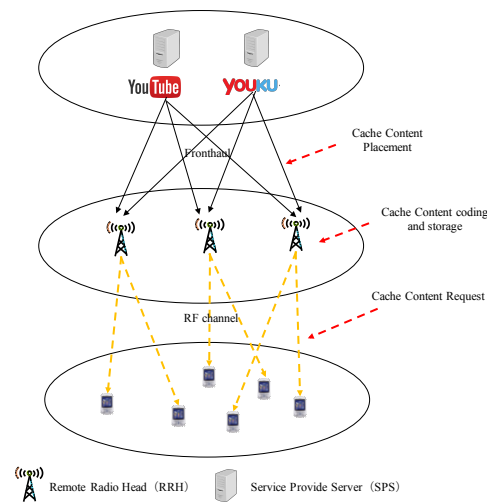 YouTube
YOUKU
Cache Content
Placement
Fronthaul
Cache Content coding
and storage
Cache Content Request
RF channel
Remote Radio Head（RRH）
Service Provide Server（SPS）